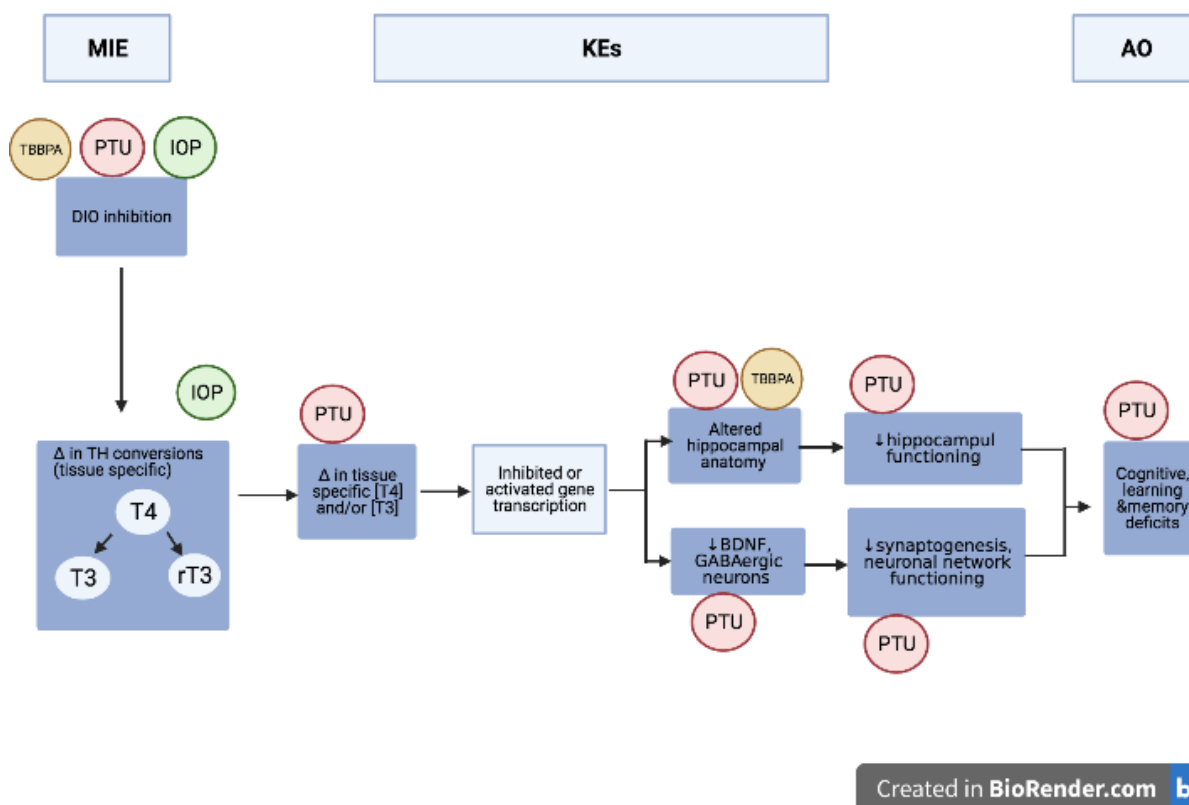 MIE
KEs
AO
TBBPA
PTU
IOP
DIO inhibition
IOP
Δ in TH conversions
(tissue specific)
T4
T3
rT3
PTU
Δ in tissue
specific [T4]
and/or [T3]
Inhibited or
activated gene
transcription
PTU
TBBPA
Altered
hippocampal
anatomy
PTU
↓hippocampul
functioning
↓BDNF,
GABAergic
neurons
PTU
↓synaptogenesis,
neuronal network
functioning
PTU
PTU
Cognitive,
learning
&memory
deficits
Created in BioRender.com b